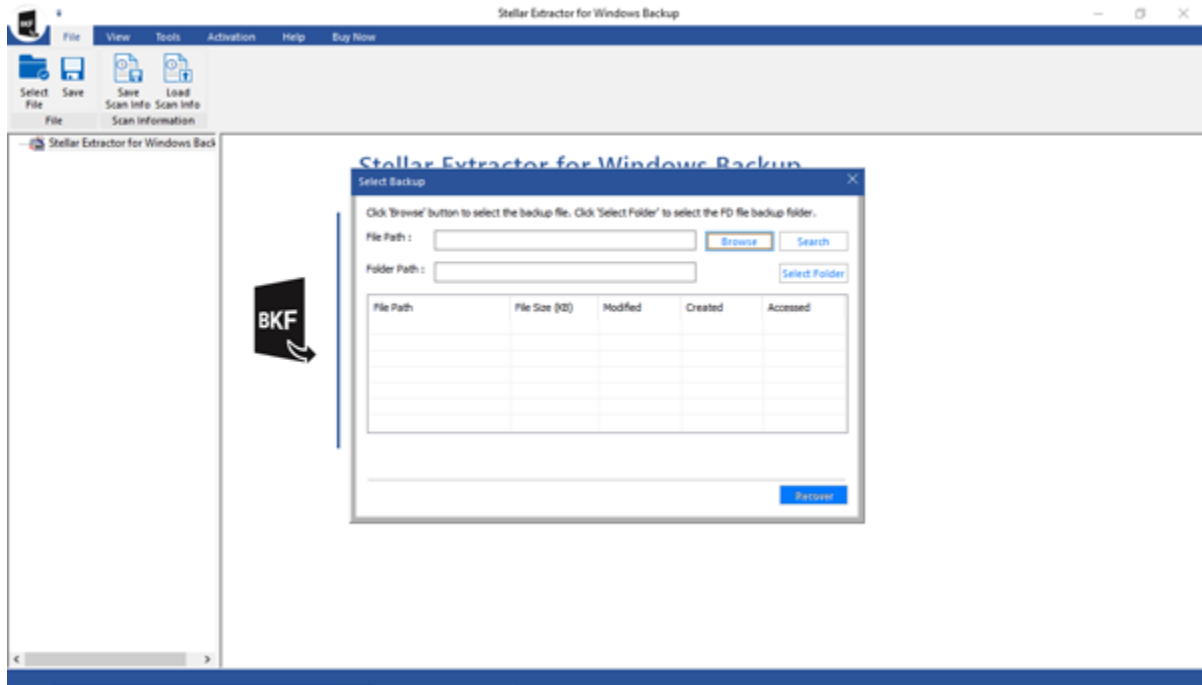 BKF
Stellar Extractor for Windows Backup
File View Tools Activation Help Buy Now
Select File
Save
Save Scan Info
Load Scan Info
File
Scan Information
Stellar Extractor for Windows Back
Stellar Extractor for Windows Backup
BKF
Select Backup
Click 'Browse' button to select the backup file. Click 'Select Folder' to select the FD file backup folder.
File Path :
Browse
Search
Folder Path :
Select Folder
File Path File Size (KB) Modified Created Accessed
Recover